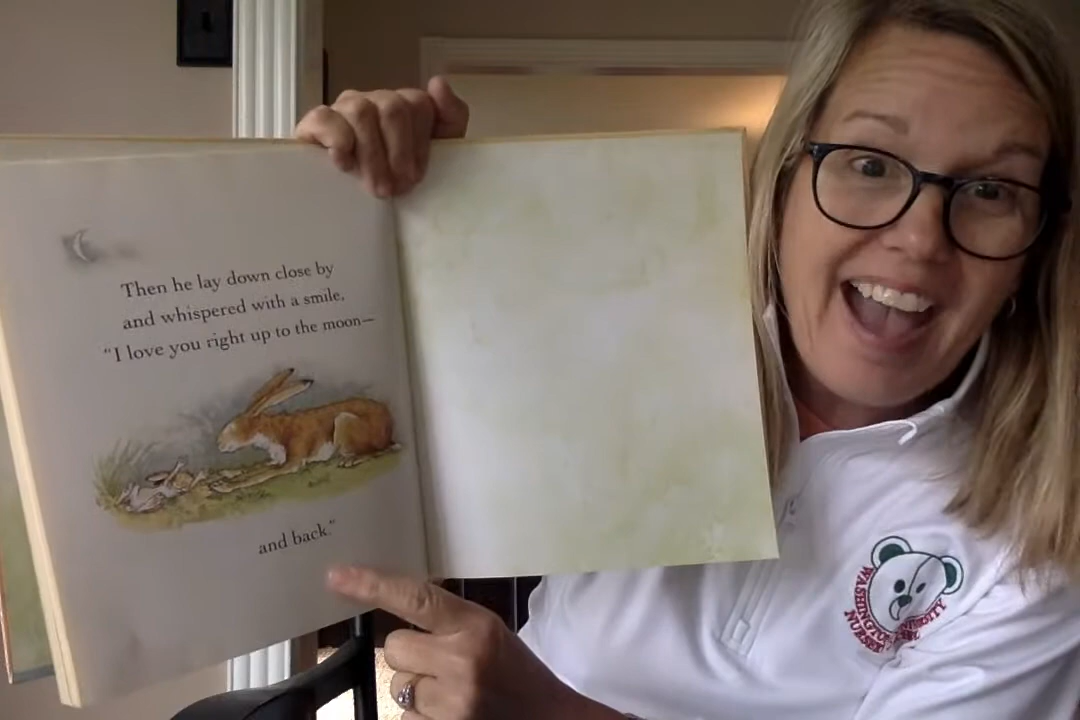 Then he lay down close by
and whispered with a smile,
"I love you right up to the moon—
and back."
WASHINGTON UNIVERSITY
NURSERY